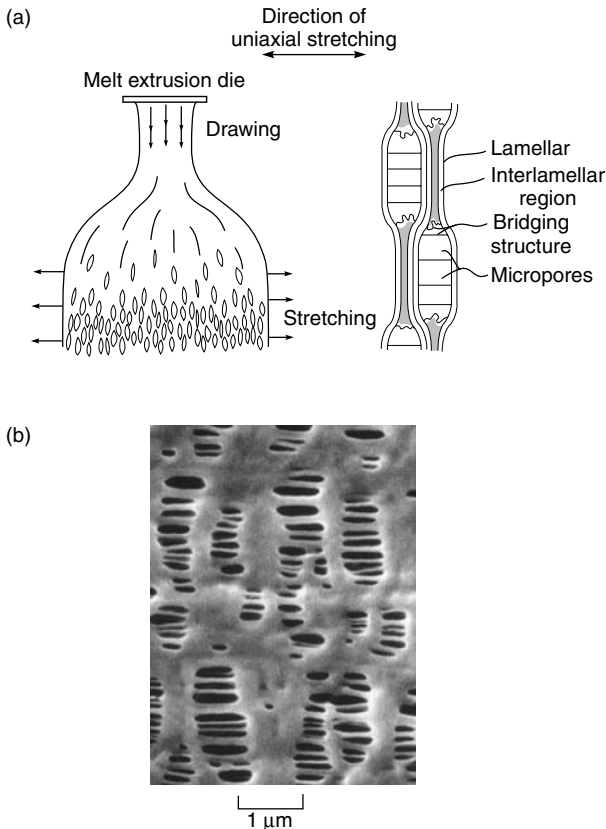 (a)
Direction of
uniaxial stretching
Melt extrusion die
Drawing
Stretching
Lamellar
Interlamellar
region
Bridging
structure
Micropores
(b)
1 μm